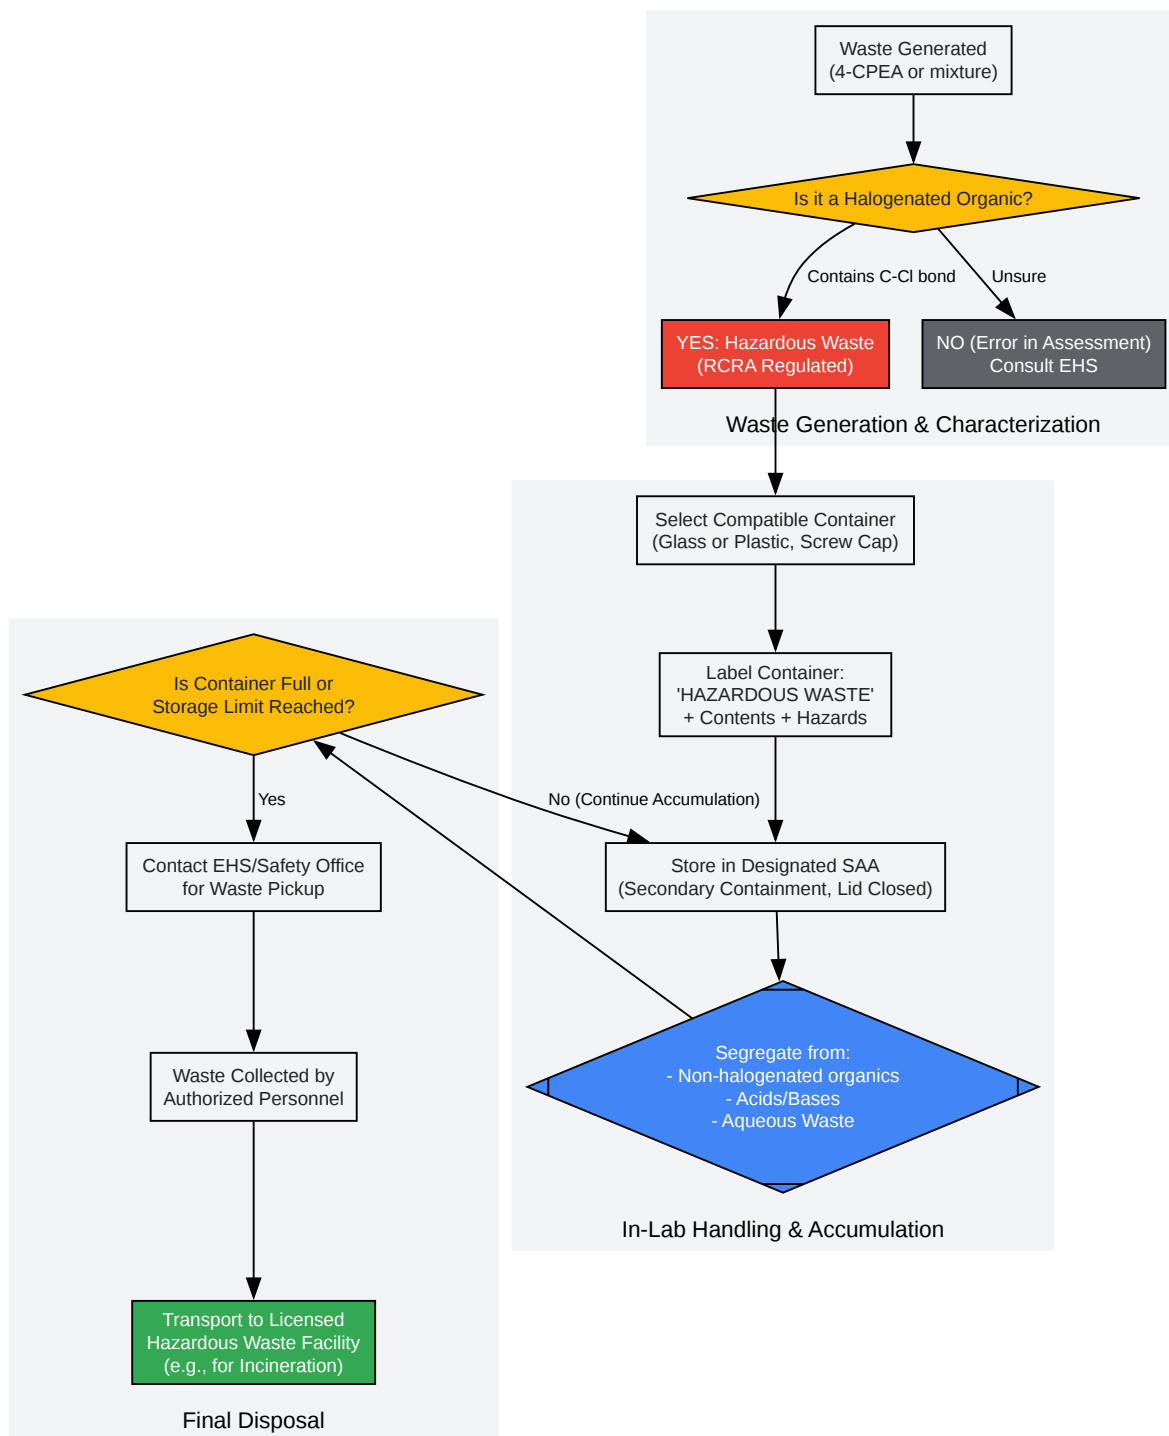 Waste Generated
(4-CPEA or mixture)
Is it a Halogenated Organic?
Contains C-Cl bond
Unsure
YES: Hazardous Waste
(RCRA Regulated)
NO (Error in Assessment)
Consult EHS
Waste Generation & Characterization
Select Compatible Container
(Glass or Plastic, Screw Cap)
Label Container:
'HAZARDOUS WASTE'
+ Contents + Hazards
No (Continue Accumulation)
Store in Designated SAA
(Secondary Containment, Lid Closed)
Segregate from:
- Non-halogenated organics
- Acids/Bases
- Aqueous Waste
In-Lab Handling & Accumulation
Is Container Full or
Storage Limit Reached?
Yes
Contact EHS/Safety Office
for Waste Pickup
Waste Collected by
Authorized Personnel
Transport to Licensed
Hazardous Waste Facility
(e.g., for Incineration)
Final Disposal